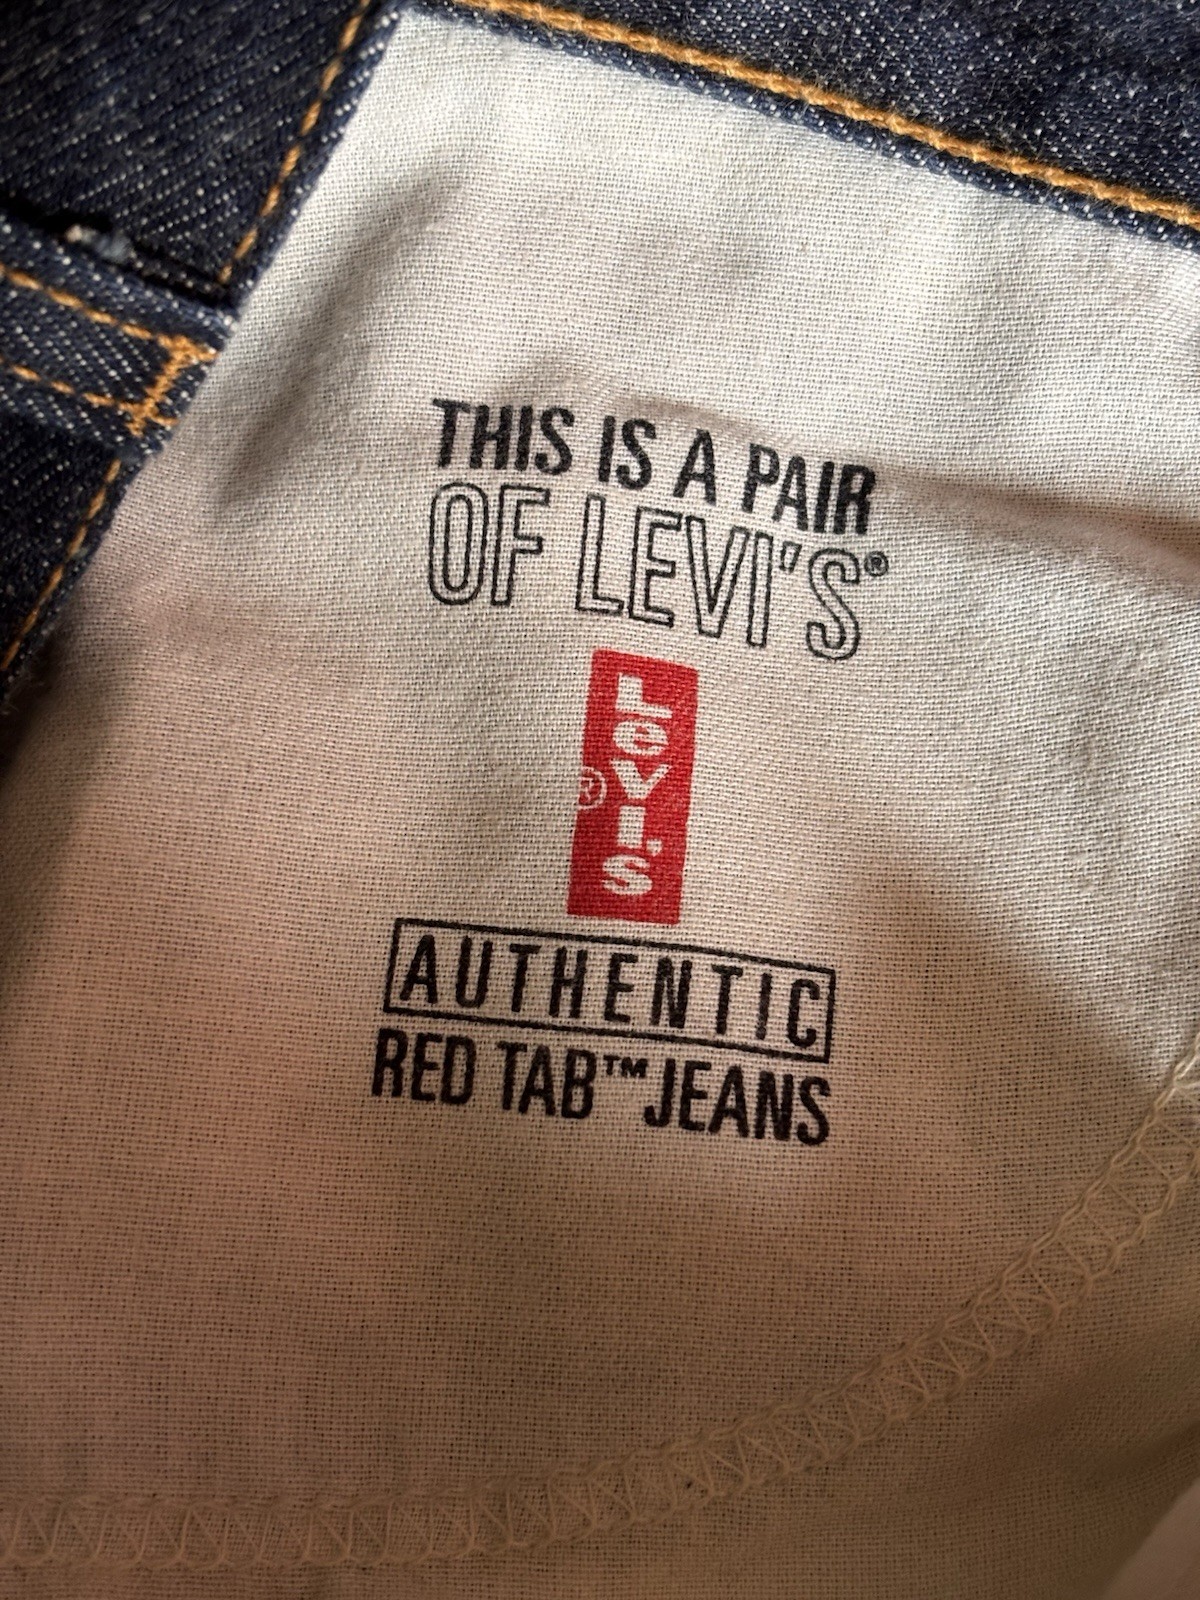 THIS IS A PAIR
OF LEVI'S®
Levi's
®
AUTHENTIC
RED TAB™ JEANS